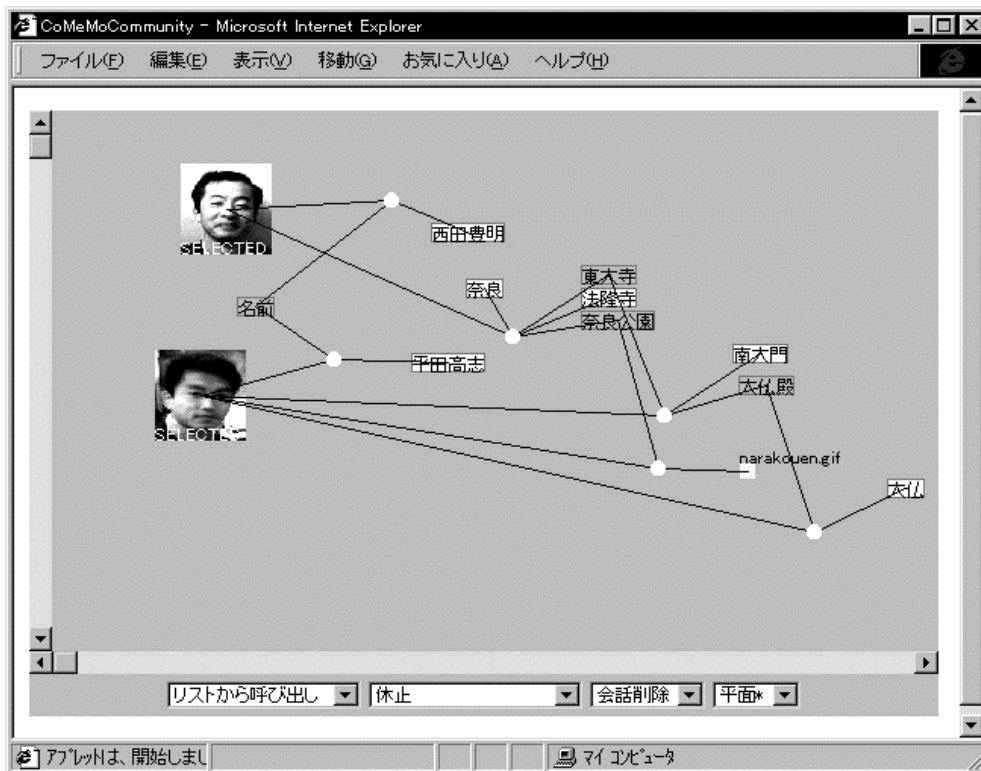 CoMeMoCommunity - Microsoft Internet Explorer
ファイル(F) 編集(E) 表示(V) 移動(G) お気に入り(A) ヘルプ(H)
SELECTED
西田豊明
東大寺
奈良
法隆寺
名前
奈良公園
南大門
平田高志
大仏殿
SELECTED
narakouen.gif
大仏
リストから呼び出し 休止 会話削除 平面*
アプレットは、開始しまし マイ コンピュータ